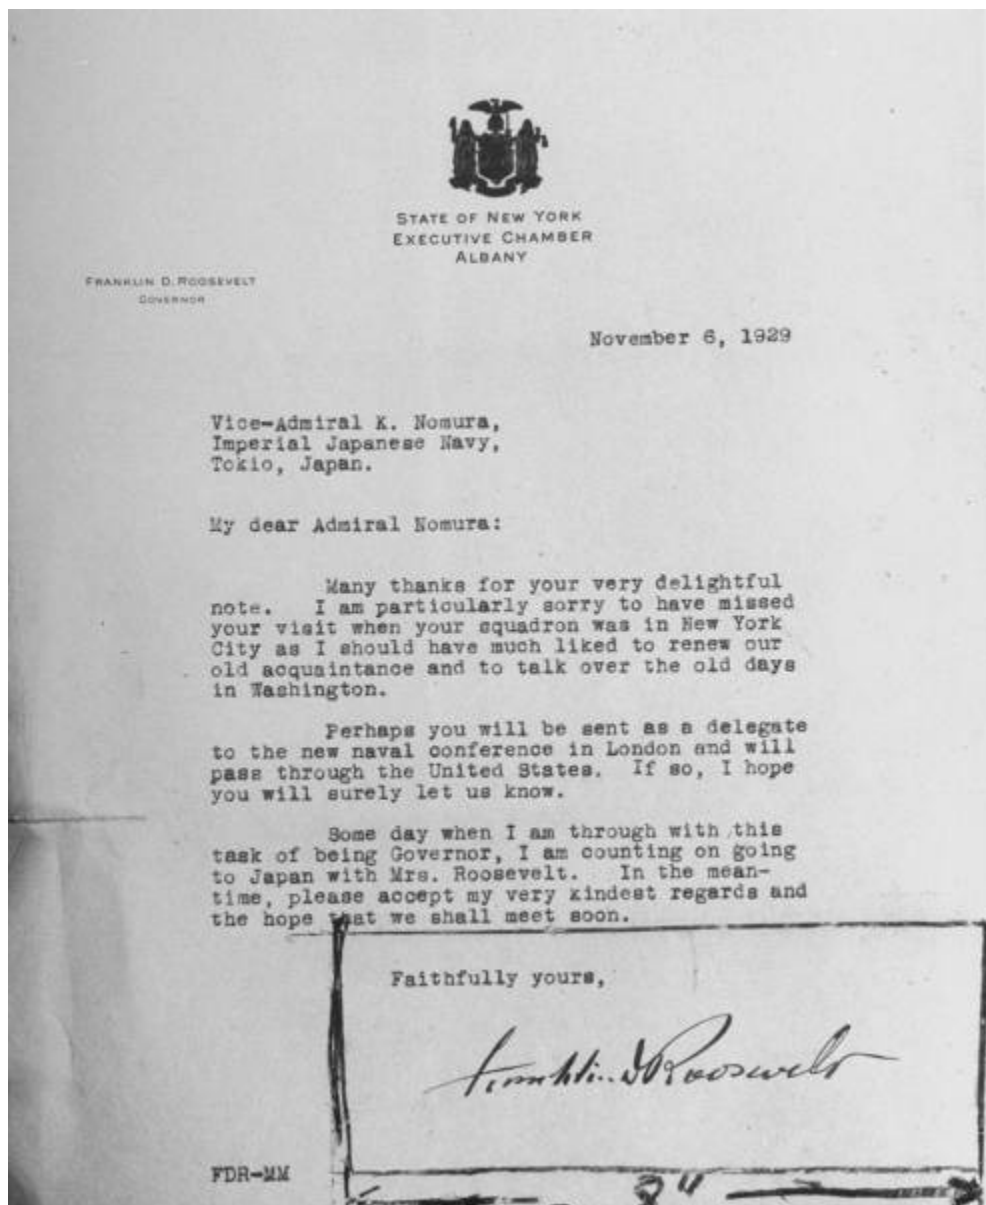 STATE OF NEW YORK
EXECUTIVE CHAMBER
ALBANY
FRANKLIN D. ROOSEVELT
GOVERNOR
November 6, 1929
Vice-Admiral K. Nomura,
Imperial Japanese Navy,
Tokio, Japan.
My dear Admiral Nomura:
Many thanks for your very delightful
note. I am particularly sorry to have missed
your visit when your squadron was in New York
City as I should have much liked to renew our
old acquaintance and to talk over the old days
in Washington.
Perhaps you will be sent as a delegate
to the new naval conference in London and will
pass through the United States. If so, I hope
you will surely let us know.
Some day when I am through with this
task of being Governor, I am counting on going
to Japan with Mrs. Roosevelt. In the mean-
time, please accept my very kindest regards and
the hope that we shall meet soon.
Faithfully yours,
Franklin D Roosevelt
FDR-MM
2"